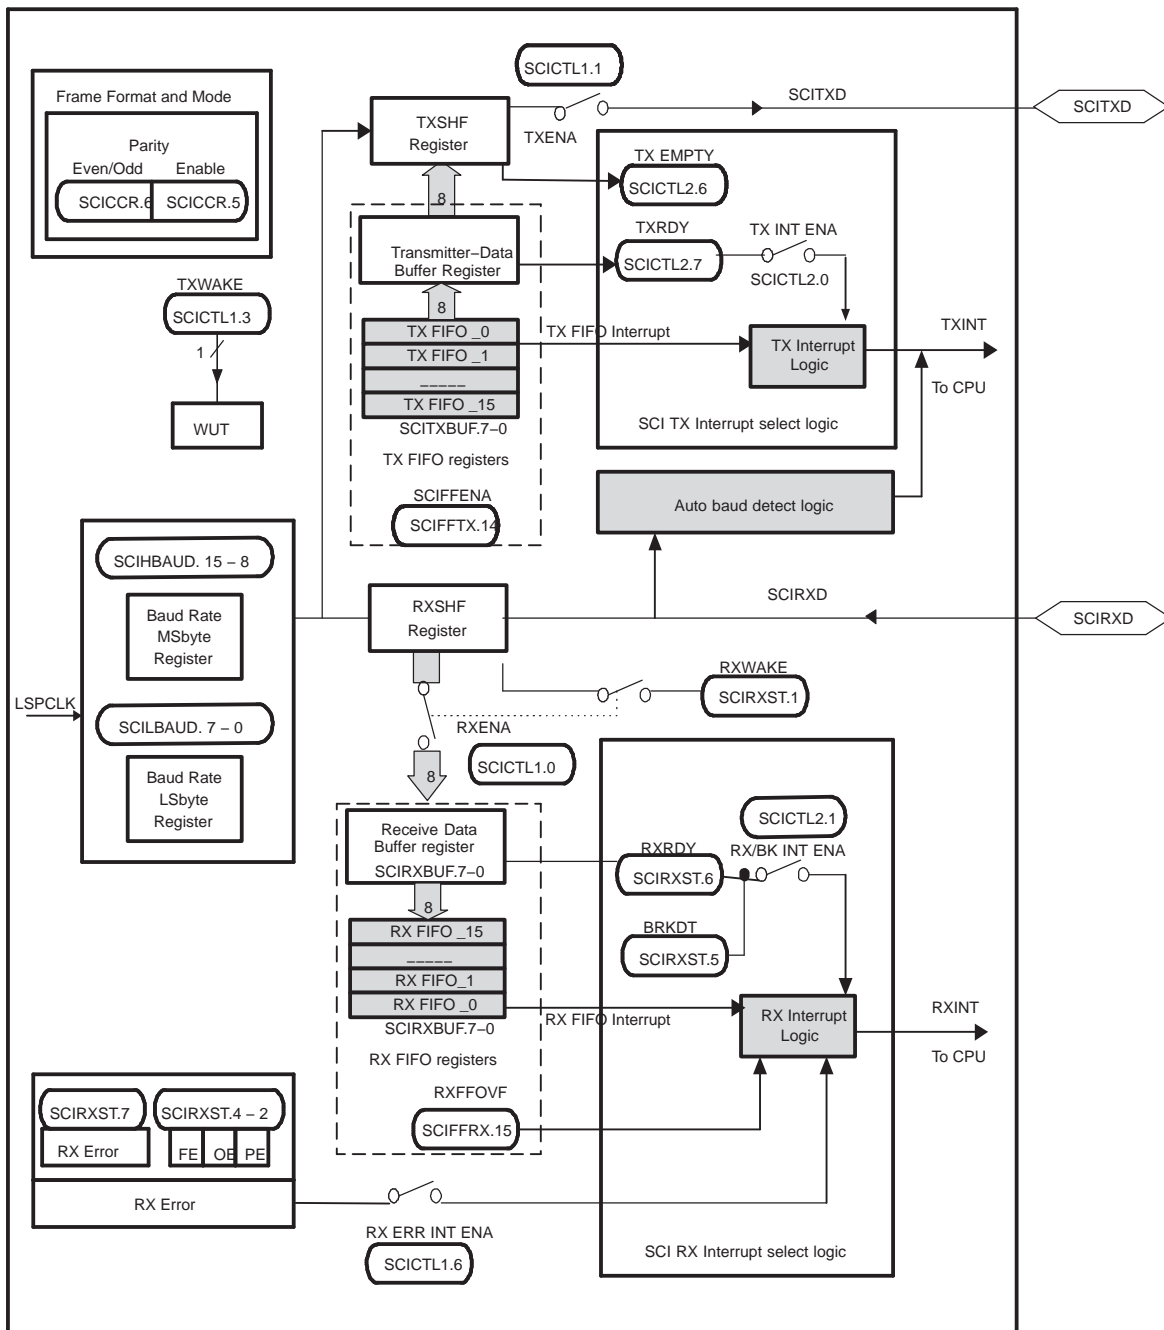 SCICTL1.1
Frame Format and Mode
Parity
Even/Odd Enable
SCICCR.6 SCICCR.5
TXSHF
Register
TXENA
SCITXD
SCITXD
8
TX EMPTY
SCICTL2.6
Transmitter–Data
Buffer Register
TXRDY
SCICTL2.7
TX INT ENA
SCICTL2.0
TXWAKE
SCICTL1.3
1
WUT
8
TX FIFO _0
TX FIFO _1
_____
TX FIFO _15
SCITXBUF.7–0
TX FIFO registers
SCIFFENA
SCIFFTX.14
TX FIFO Interrupt
TX Interrupt
Logic
TXINT
To CPU
SCI TX Interrupt select logic
Auto baud detect logic
SCIHBAUD. 15 – 8
Baud Rate
MSbyte
Register
LSPCLK
SCILBAUD. 7 – 0
Baud Rate
LSbyte
Register
RXSHF
Register
SCIRXD
SCIRXD
RXWAKE
SCIRXST.1
RXENA
SCICTL1.0
8
Receive Data
Buffer register
SCIRXBUF.7–0
8
RX FIFO _15
_____
RX FIFO_1
RX FIFO _0
SCIRXBUF.7–0
RX FIFO registers
RXFFOVF
SCIFFRX.15
SCICTL2.1
RXRDY
SCIRXST.6
RX/BK INT ENA
BRKDT
SCIRXST.5
RX FIFO Interrupt
RX Interrupt
Logic
RXINT
To CPU
SCIRXST.7 SCIRXST.4 – 2
RX Error
FE OE PE
RX Error
RX ERR INT ENA
SCICTL1.6
SCI RX Interrupt select logic